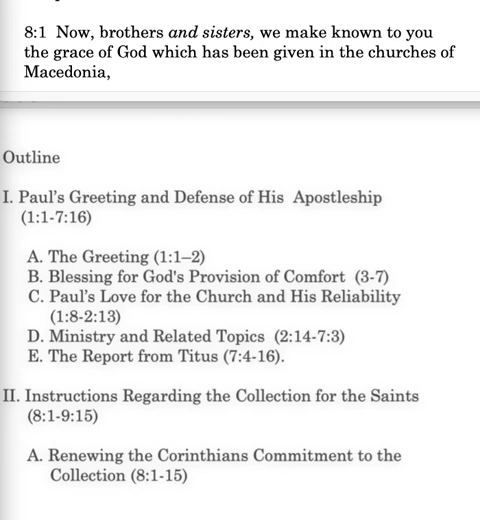 8:1 Now, brothers and sisters, we make known to you
the grace of God which has been given in the churches of
Macedonia,
Outline
I. Paul's Greeting and Defense of His Apostleship
(1:1-7:16)
A. The Greeting (1:1–2)
B. Blessing for God's Provision of Comfort (3-7)
C. Paul's Love for the Church and His Reliability
(1:8-2:13)
D. Ministry and Related Topics (2:14-7:3)
E. The Report from Titus (7:4-16).
II. Instructions Regarding the Collection for the Saints
(8:1-9:15)
A. Renewing the Corinthians Commitment to the
Collection (8:1-15)